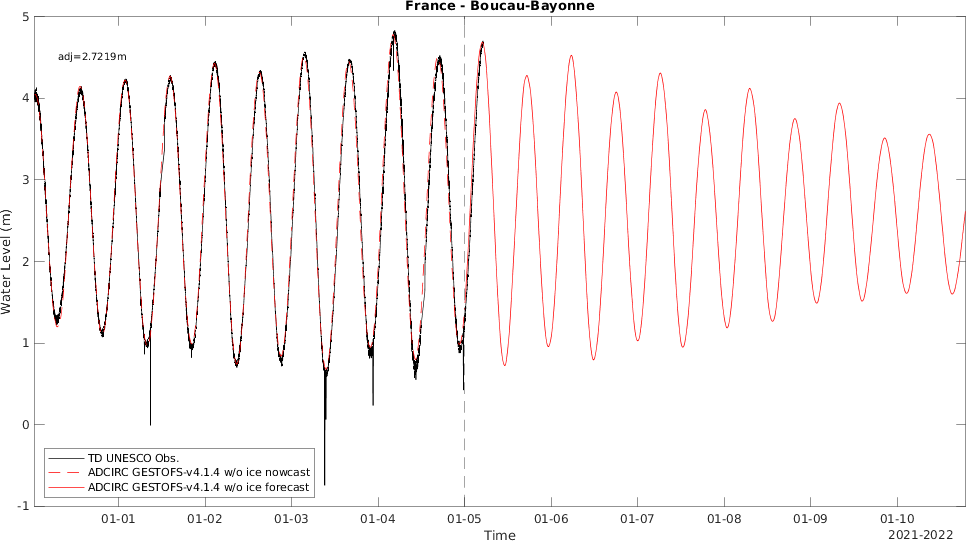 France - Boucau-Bayonne
adj=2.7219m
5
4
3
2
1
0
-1
Water Level (m)
TD UNESCO Obs.
ADCIRC GESTOFS-v4.1.4 w/o ice nowcast
ADCIRC GESTOFS-v4.1.4 w/o ice forecast
01-01 01-02 01-03 01-04 01-05 01-06 01-07 01-08 01-09 01-10
Time
2021-2022